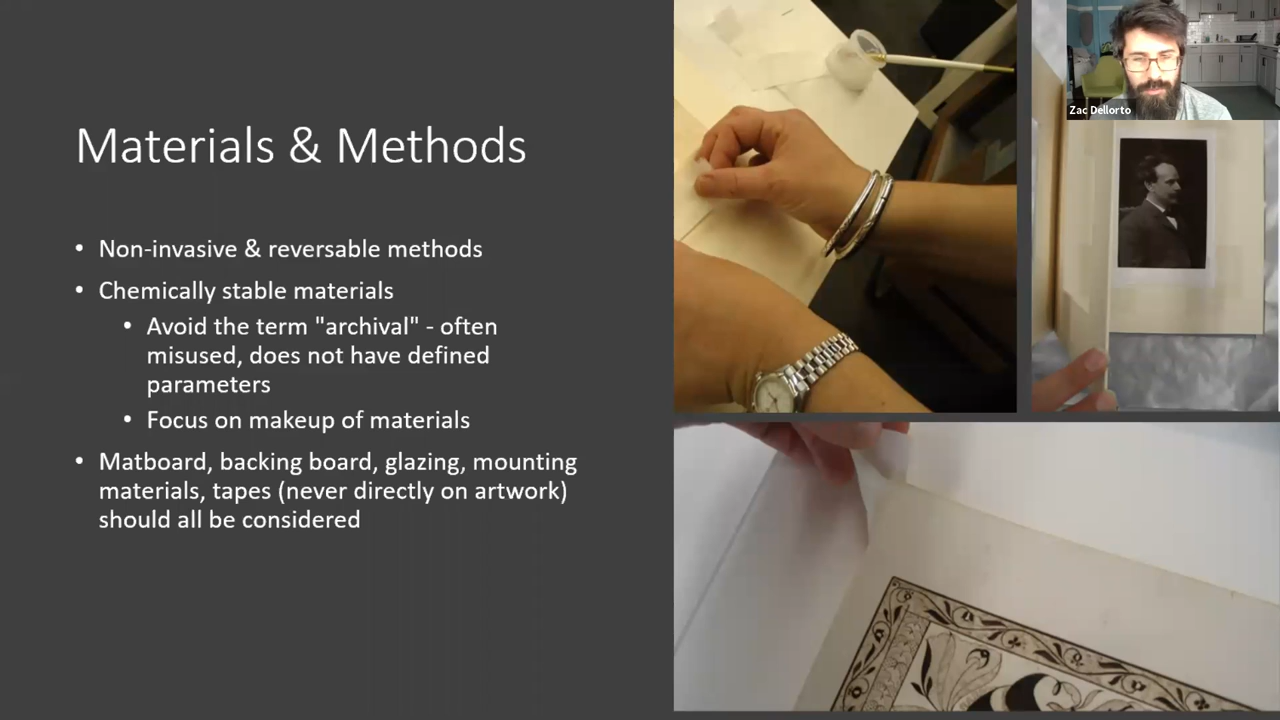 Materials & Methods
• Non-invasive & reversable methods
• Chemically stable materials
• Avoid the term "archival" - often
misused, does not have defined
parameters
• Focus on makeup of materials
• Matboard, backing board, glazing, mounting
materials, tapes (never directly on artwork)
should all be considered
Zac Dellorto